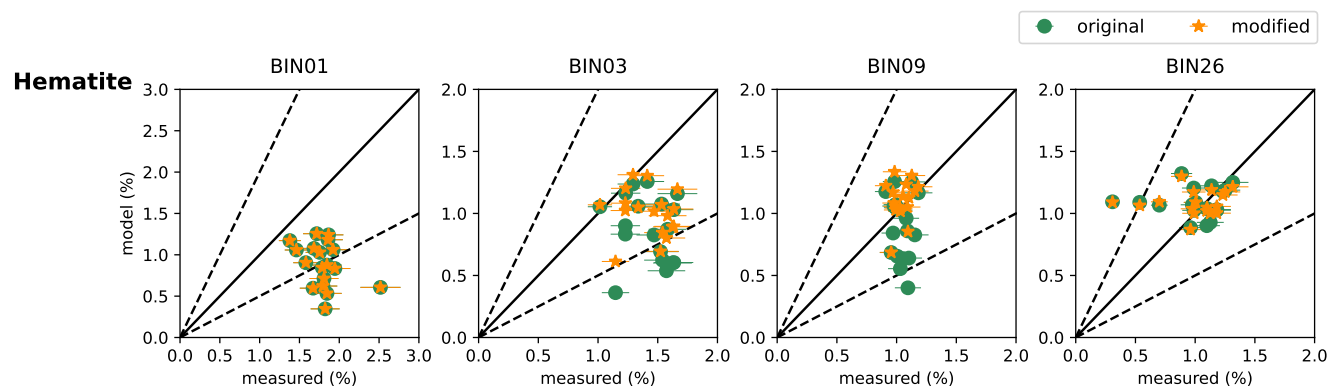 original modified
Hematite
BIN01 BIN03 BIN09 BIN26
model (%)
3.0 2.0 2.0 2.0
2.5
1.5 1.5 1.5
2.0
1.5 1.0 1.0 1.0
1.0
0.5 0.5 0.5
0.5
0.0 0.0 0.0 0.0
0.0 0.5 1.0 1.5 2.0 2.5 3.0 0.0 0.5 1.0 1.5 2.0 0.0 0.5 1.0 1.5 2.0 0.0 0.5 1.0 1.5 2.0
measured (%) measured (%) measured (%) measured (%)